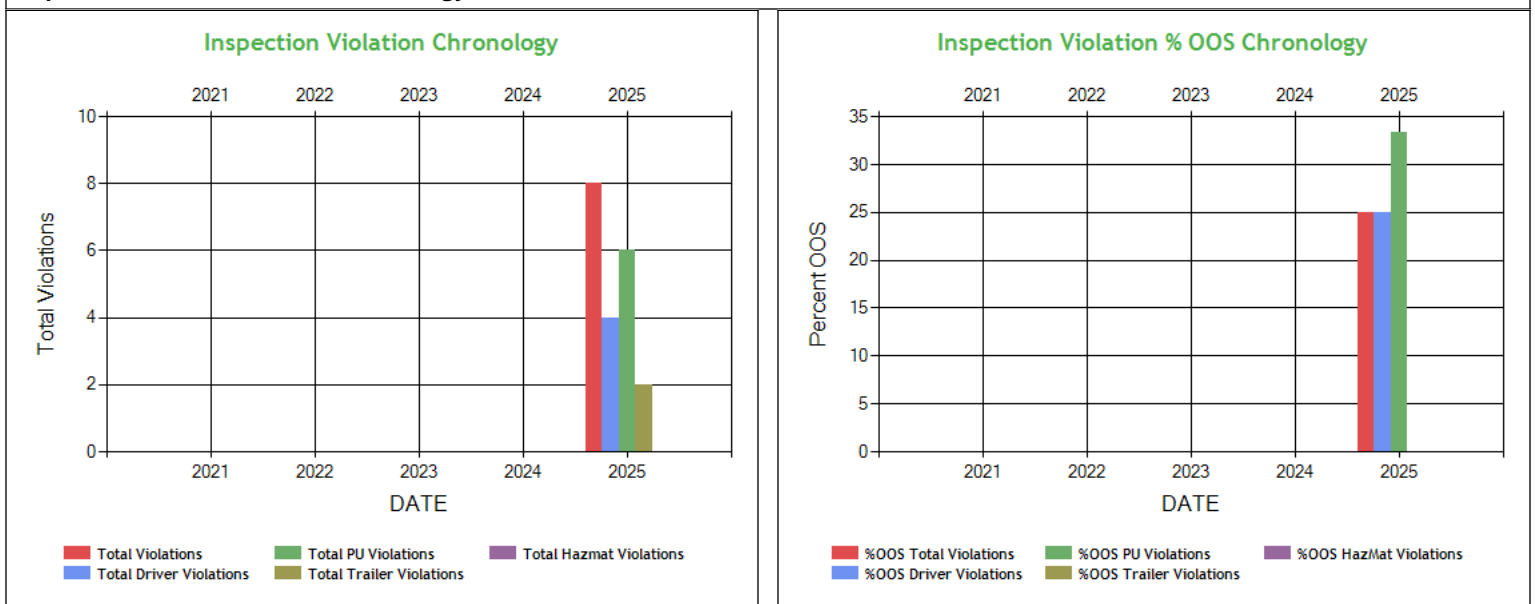 Inspection Violation Chronology
2021 2022 2023 2024 2025
10
8
6
4
2
0
Total Violations
2021 2022 2023 2024 2025
DATE
Total Violations Total PU Violations Total Hazmat Violations
Total Driver Violations Total Trailer Violations
Inspection Violation % OOS Chronology
2021 2022 2023 2024 2025
35
30
25
20
15
10
5
0
Percent OOS
2021 2022 2023 2024 2025
DATE
%OOS Total Violations %OOS PU Violations %OOS HazMat Violations
%OOS Driver Violations %OOS Trailer Violations